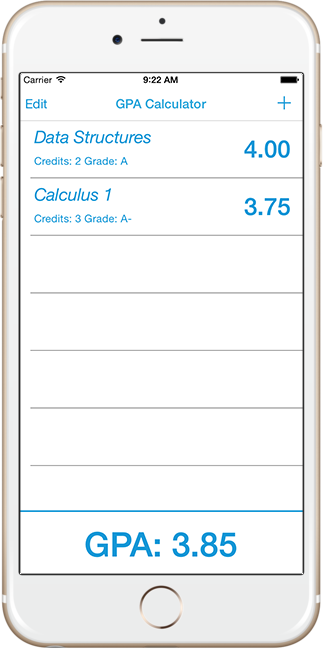 Carrier 9:22 AM
Edit GPA Calculator +
Data Structures
4.00
Credits: 2 Grade: A
Calculus 1
3.75
Credits: 3 Grade: A-
GPA: 3.85